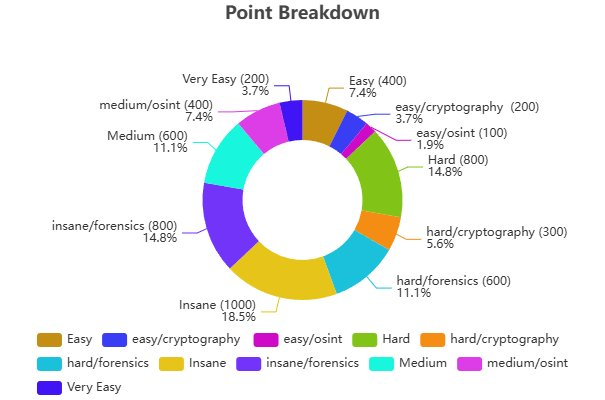 Point Breakdown
Very Easy (200)
3.7%
Easy (400)
7.4%
medium/osint (400)
7.4%
easy/cryptography (200)
3.7%
easy/osint (100)
1.9%
Medium (600)
11.1%
Hard (800)
14.8%
insane/forensics (800)
14.8%
hard/cryptography (300)
5.6%
hard/forensics (600)
11.1%
Insane (1000)
18.5%
Easy easy/cryptography easy/osint Hard hard/cryptography
hard/forensics Insane insane/forensics Medium medium/osint
Very Easy